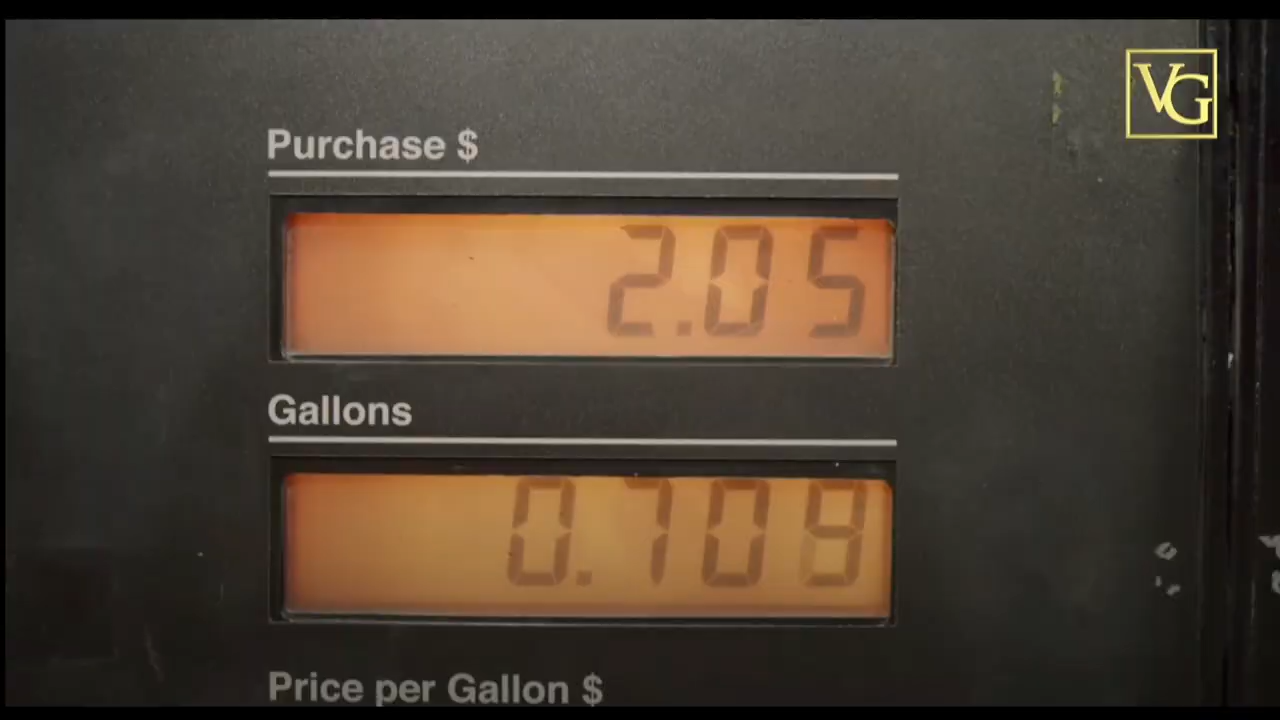 VG
Purchase $
2.05
Gallons
0.709
Price per Gallon $